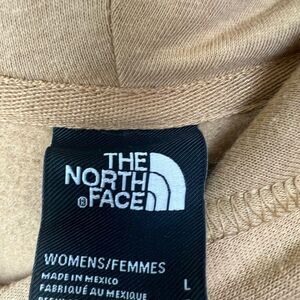 THE
NORTH
FACE®
WOMENS/FEMMES
MADE IN MEXICO
FABRIQUÉ AU MEXIQUE
L